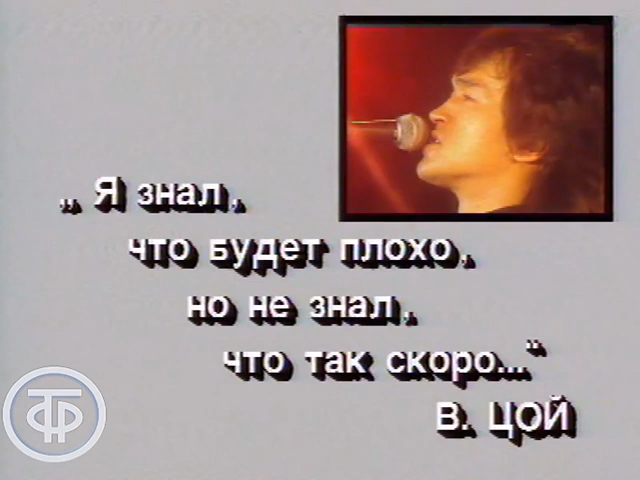 „Я знал,
что будет плохо,
но не знал,
что так скоро...“
В. ЦОЙ